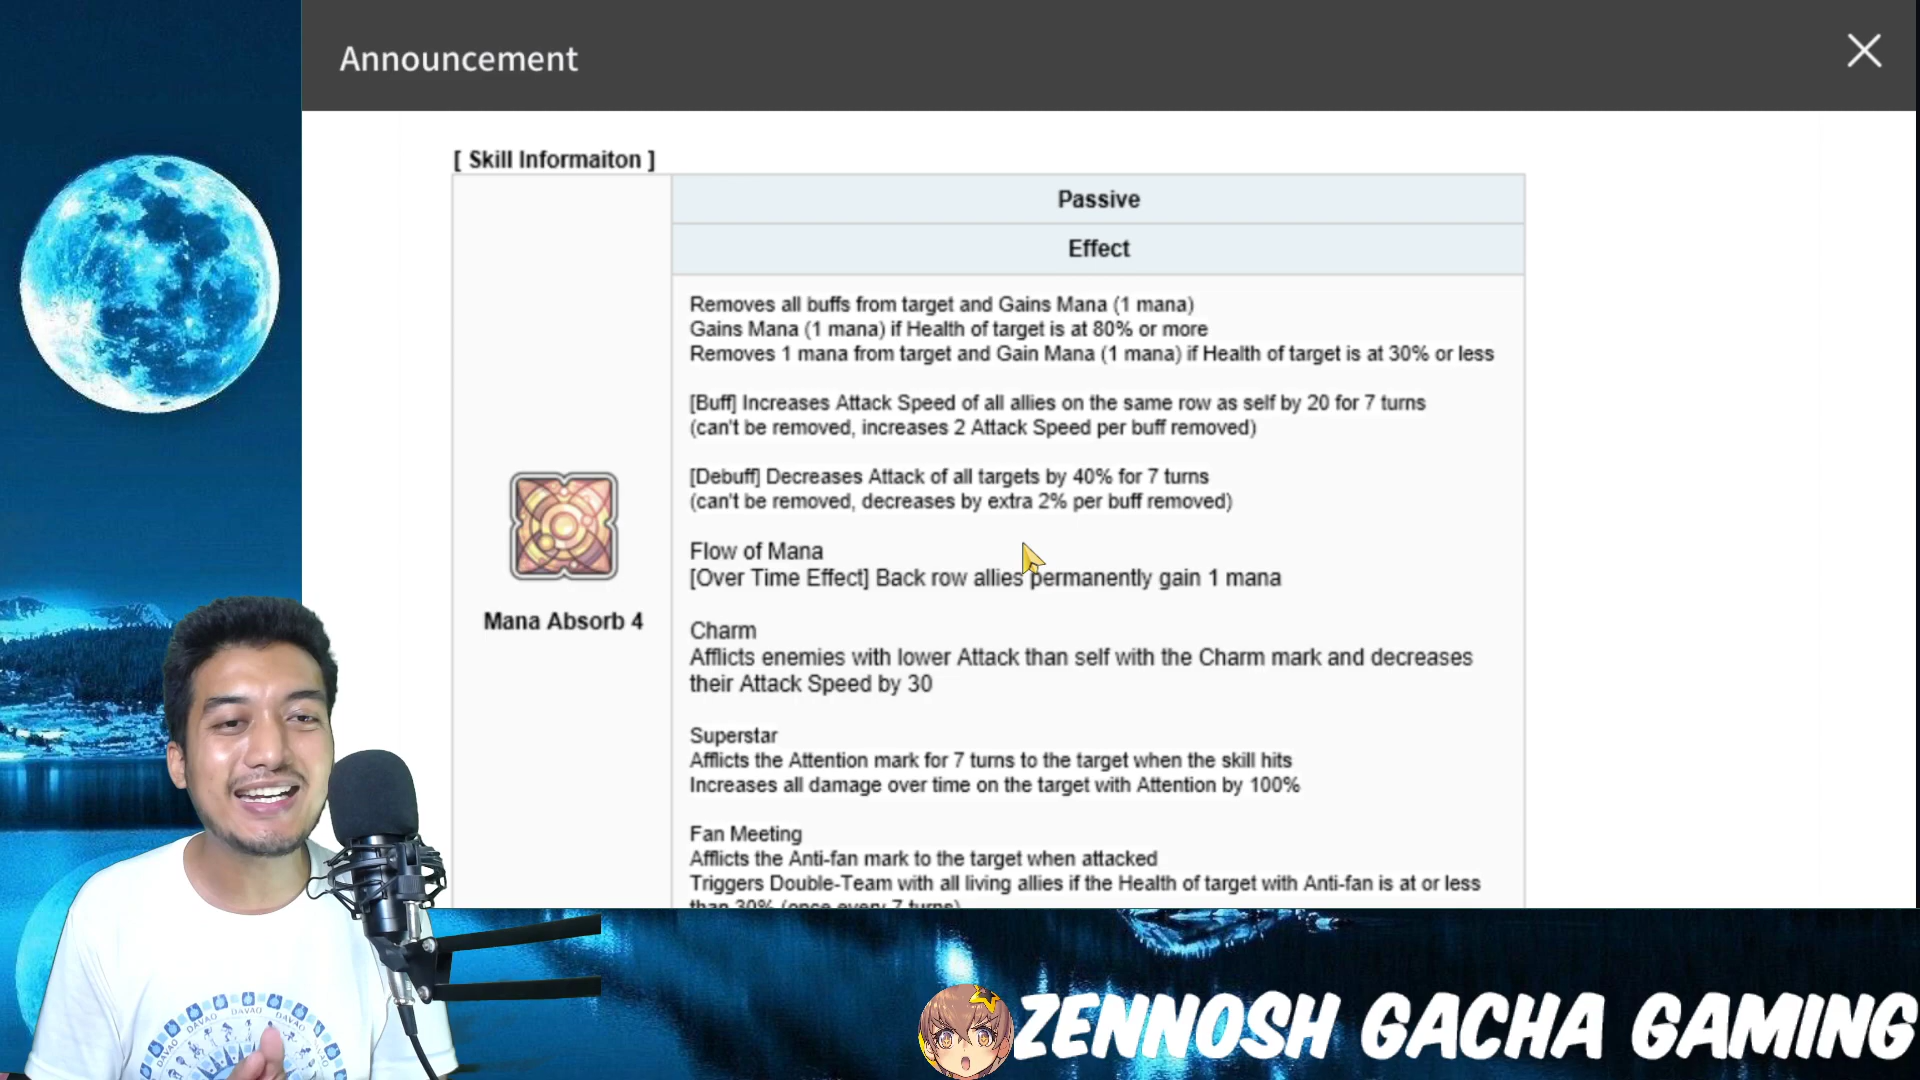 Announcement
[ Skill Informaiton ]
Passive
Effect
Removes all buffs from target and Gains Mana (1 mana)
Gains Mana (1 mana) if Health of target is at 80% or more
Removes 1 mana from target and Gain Mana (1 mana) if Health of target is at 30% or less
[Buff] Increases Attack Speed of all allies on the same row as self by 20 for 7 turns
(can't be removed, increases 2 Attack Speed per buff removed)
[Debuff] Decreases Attack of all targets by 40% for 7 turns
(can't be removed, decreases by extra 2% per buff removed)
Flow of Mana
[Over Time Effect] Back row allies permanently gain 1 mana
Mana Absorb 4
Charm
Afflicts enemies with lower Attack than self with the Charm mark and decreases
their Attack Speed by 30
Superstar
Afflicts the Attention mark for 7 turns to the target when the skill hits
Increases all damage over time on the target with Attention by 100%
Fan Meeting
Afflicts the Anti-fan mark to the target when attacked
Triggers Double-Team with all living allies if the Health of target with Anti-fan is at or less
than 30% (once every 7 turns)
DAVAO DAVAO DAVAO DAVAO
ZENNOSH GACHA GAMING